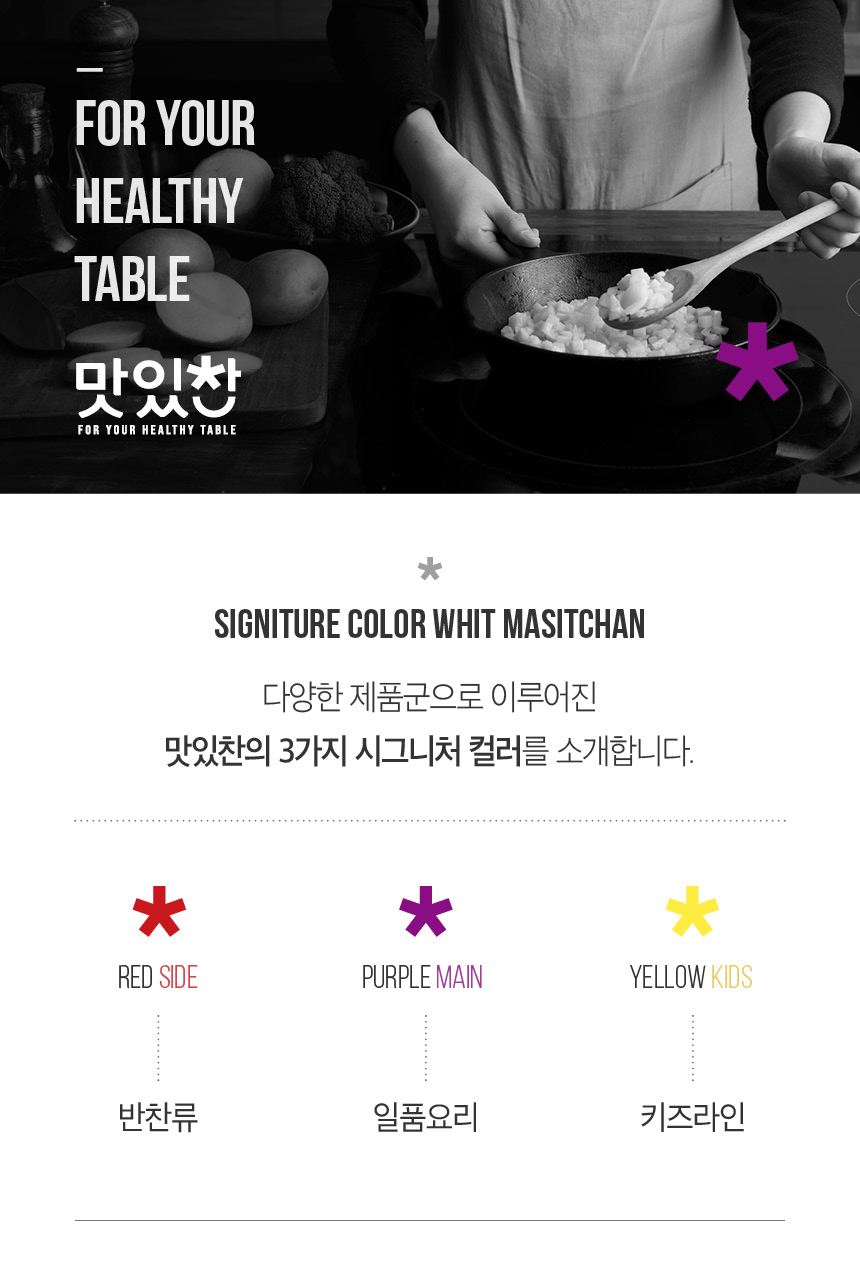 FOR YOUR
HEALTHY
TABLE
맛있찬
FOR YOUR HEALTHY TABLE
SIGNITURE COLOR WHIT MASITCHAN
다양한 제품군으로 이루어진
맛있찬의 3가지 시그니처 컬러를 소개합니다.
RED SIDE
PURPLE MAIN
YELLOW KIDS
반찬류
일품요리
키즈라인